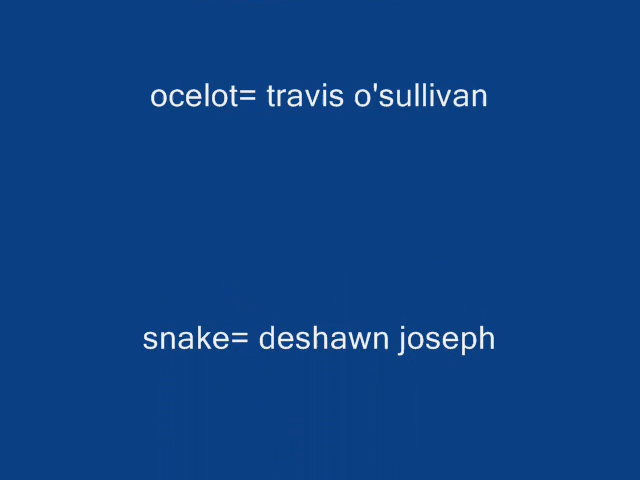 ocelot= travis o'sullivan
snake= deshawn joseph